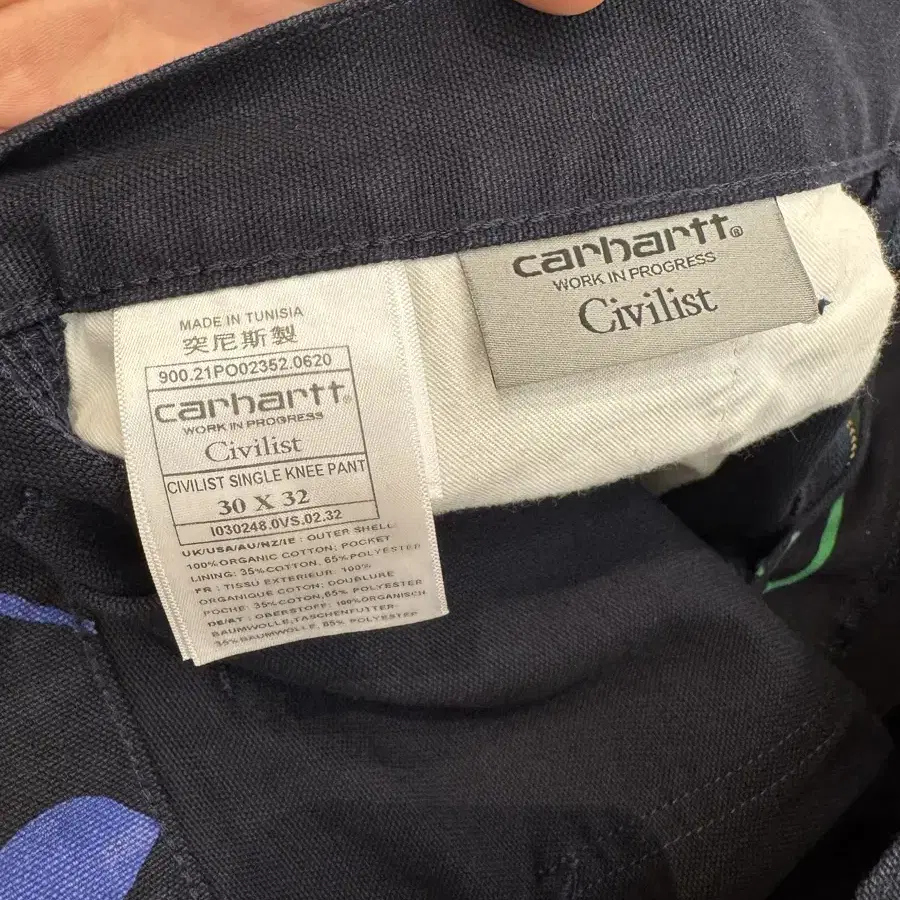 MADE IN TUNISIA
突尼斯製
900.21PO02352.0620
carhartt®
WORK IN PROGRESS
Civilist
CIVILIST SINGLE KNEE PANT
30 X 32
I030248.0VS.02.32
UK/USA/AU/NZ/IE : OUTER SHELL
100%ORGANIC COTTON; POCKET
LINING: 35%COTON, 65%POLYESTER
FR : TISSU EXTERIEUR: 100%
ORGANIQUE COTON; DOUBLURE
POCHE: 35%COTON, 65% POLYESTER
DE/AT : OBERSTOFF: 100%ORGANISCH
BAUMWOLLE,TASCHENFUTTER:
35%BAUMWOLLE, 65% POLYESTER
carhartt®
WORK IN PROGRESS
Civilist